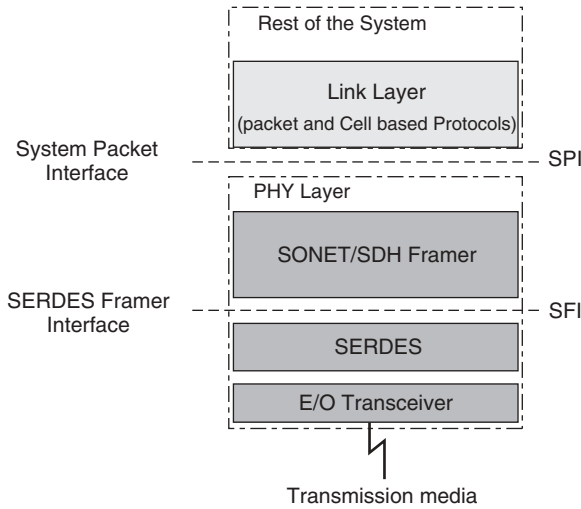 Rest of the System
Link Layer
(packet and Cell based Protocols)
System Packet
Interface
SPI
PHY Layer
SONET/SDH Framer
SERDES Framer
Interface
SFI
SERDES
E/O Transceiver
Transmission media